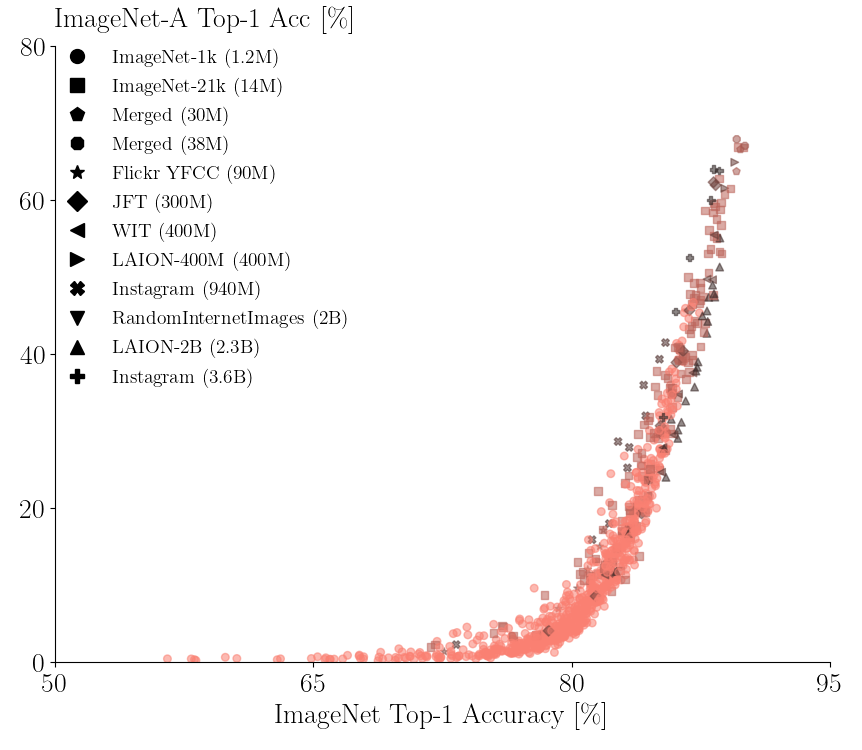 ImageNet-A Top-1 Acc [%]
80
ImageNet-1k (1.2M)
ImageNet-21k (14M)
Merged (30M)
Merged (38M)
Flickr YFCC (90M)
60
JFT (300M)
WIT (400M)
LAION-400M (400M)
Instagram (940M)
RandomInternetImages (2B)
LAION-2B (2.3B)
40
Instagram (3.6B)
20
0
50 65 80 95
ImageNet Top-1 Accuracy [%]